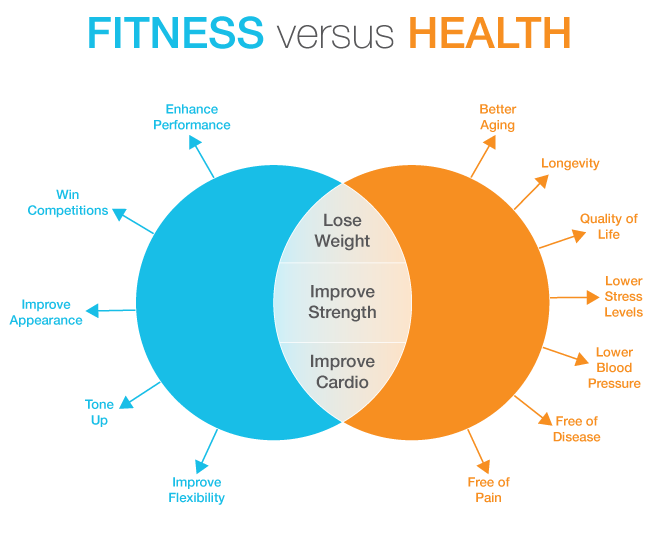 FITNESS versus HEALTH
Enhance
Performance
Win
Competitions
Improve
Appearance
Tone
Up
Improve
Flexibility
Lose
Weight
Improve
Strength
Improve
Cardio
Better
Aging
Longevity
Quality of
Life
Lower
Stress
Levels
Lower
Blood
Pressure
Free of
Disease
Free of
Pain